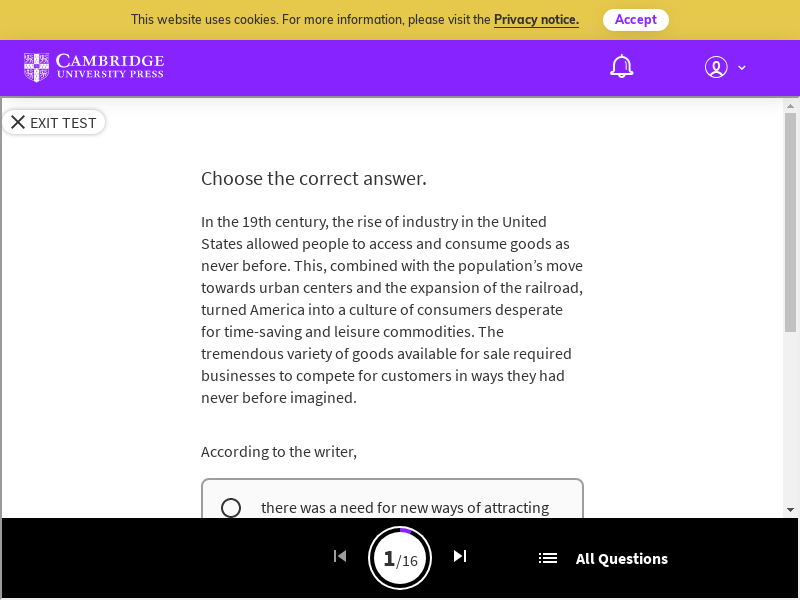 This website uses cookies. For more information, please visit the Privacy notice. Accept
CAMBRIDGE
UNIVERSITY PRESS
EXIT TEST
Choose the correct answer.
In the 19th century, the rise of industry in the United
States allowed people to access and consume goods as
never before. This, combined with the population’s move
towards urban centers and the expansion of the railroad,
turned America into a culture of consumers desperate
for time-saving and leisure commodities. The
tremendous variety of goods available for sale required
businesses to compete for customers in ways they had
never before imagined.
According to the writer,
there was a need for new ways of attracting
1/16
All Questions